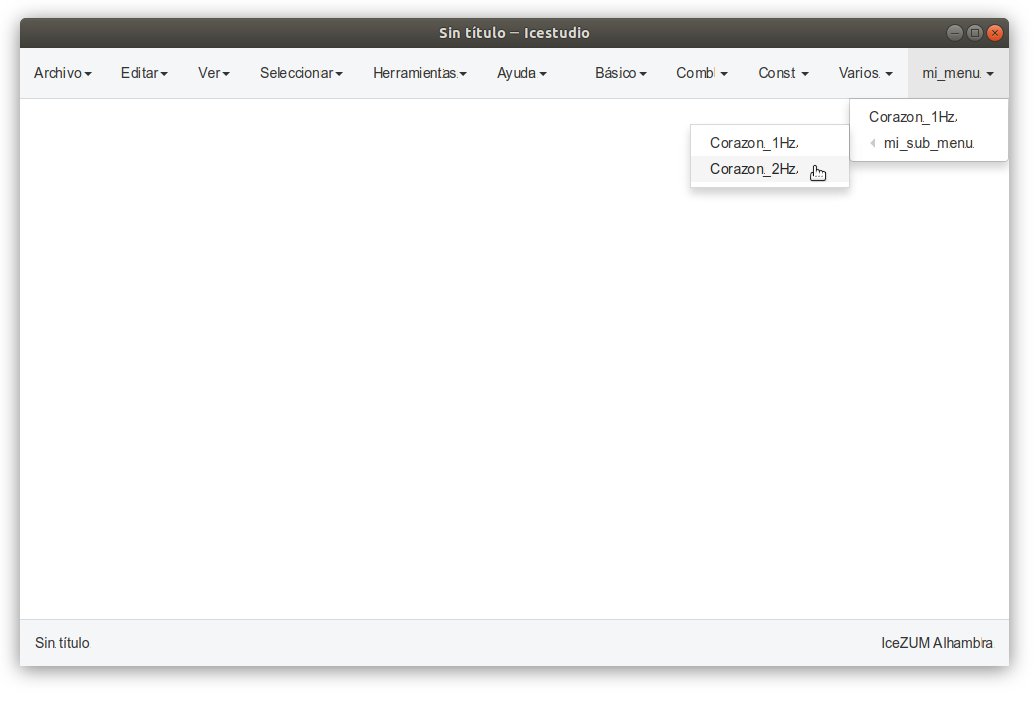 Sin título – Icestudio
Archivo Editar Ver Seleccionar Herramientas Ayuda Básico Comb Const Varios mi_menu
Corazon_1Hz
mi_sub_menu
Corazon_1Hz
Corazon_2Hz
Sin título
IceZUM Alhambra